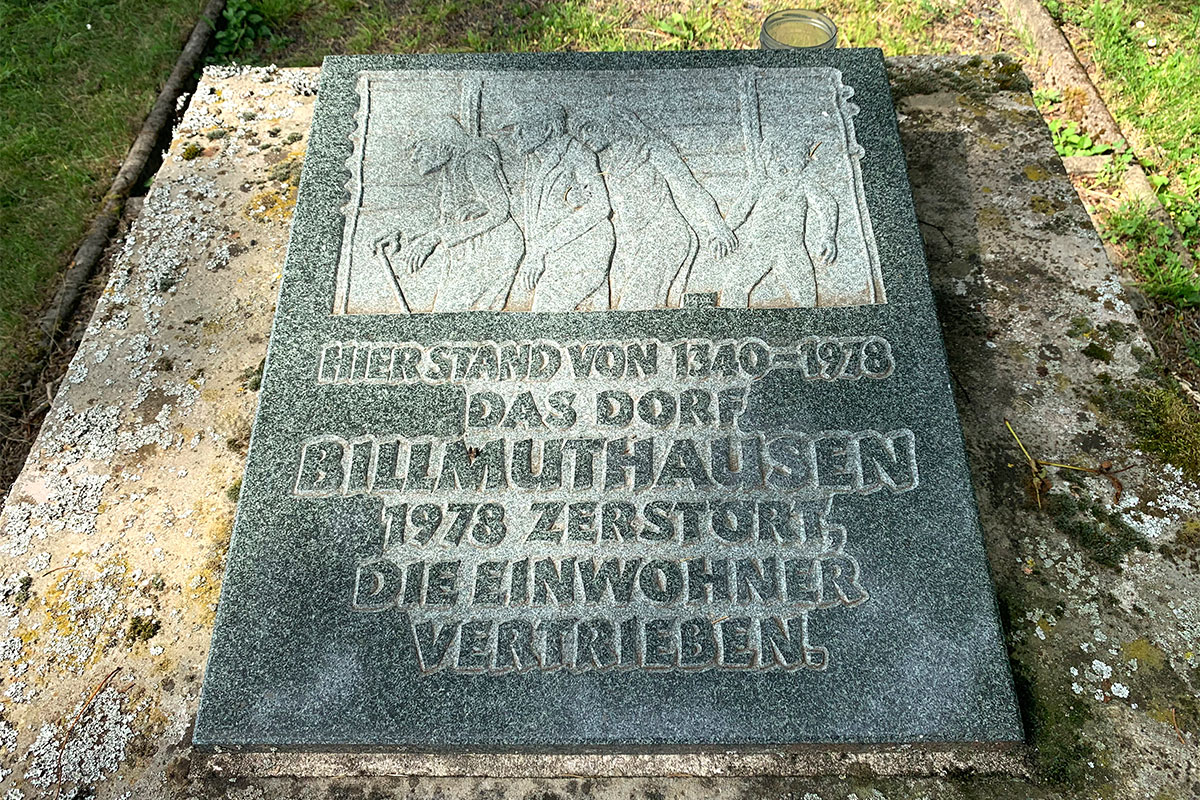 HIER STAND VON 1340–1978
DAS DORF
BILLMUTHAUSEN
1978 ZERSTÖRT,
DIE EINWOHNER
VERTRIEBEN.